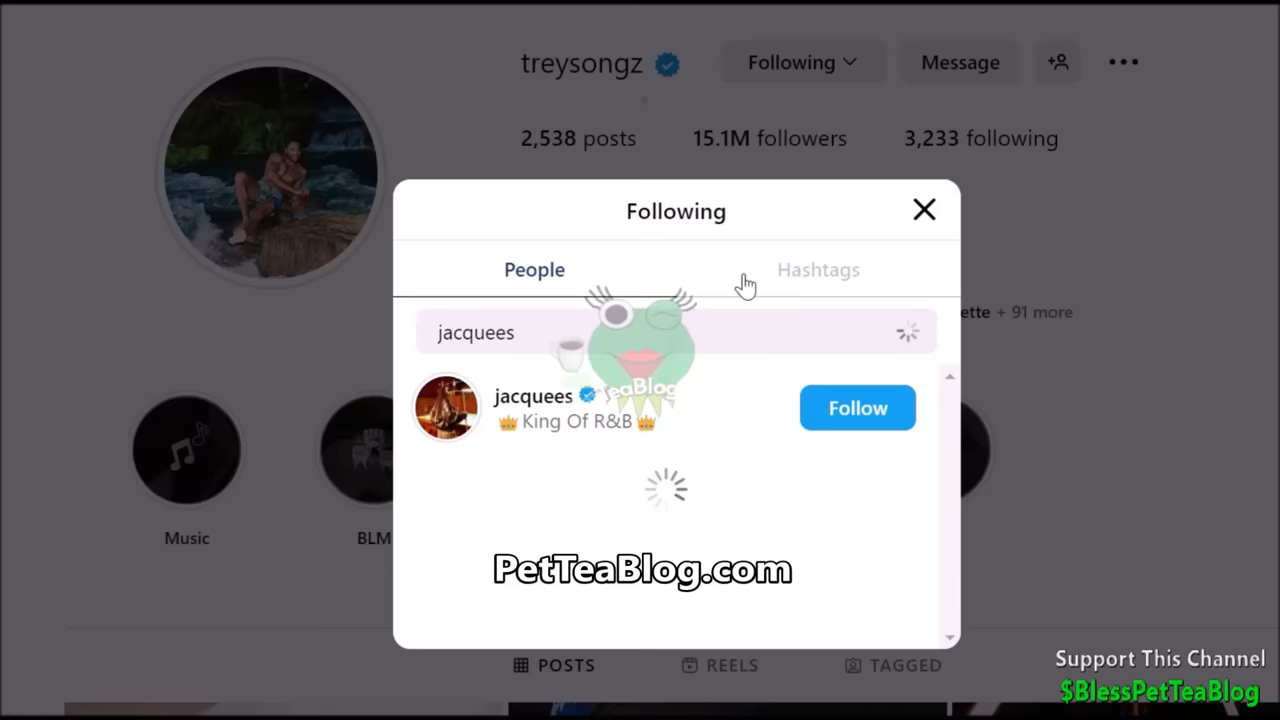 treysongz
Following
Message
2,538 posts
15.1M followers
3,233 following
Following
People
Hashtags
jacquees
TeaBlog
jacquees
👑King Of R&B👑
Follow
ette + 91 more
Music
BLM
PetTeaBlog.com
POSTS
REELS
TAGGED
Support This Channel
$BlessPetTeaBlog